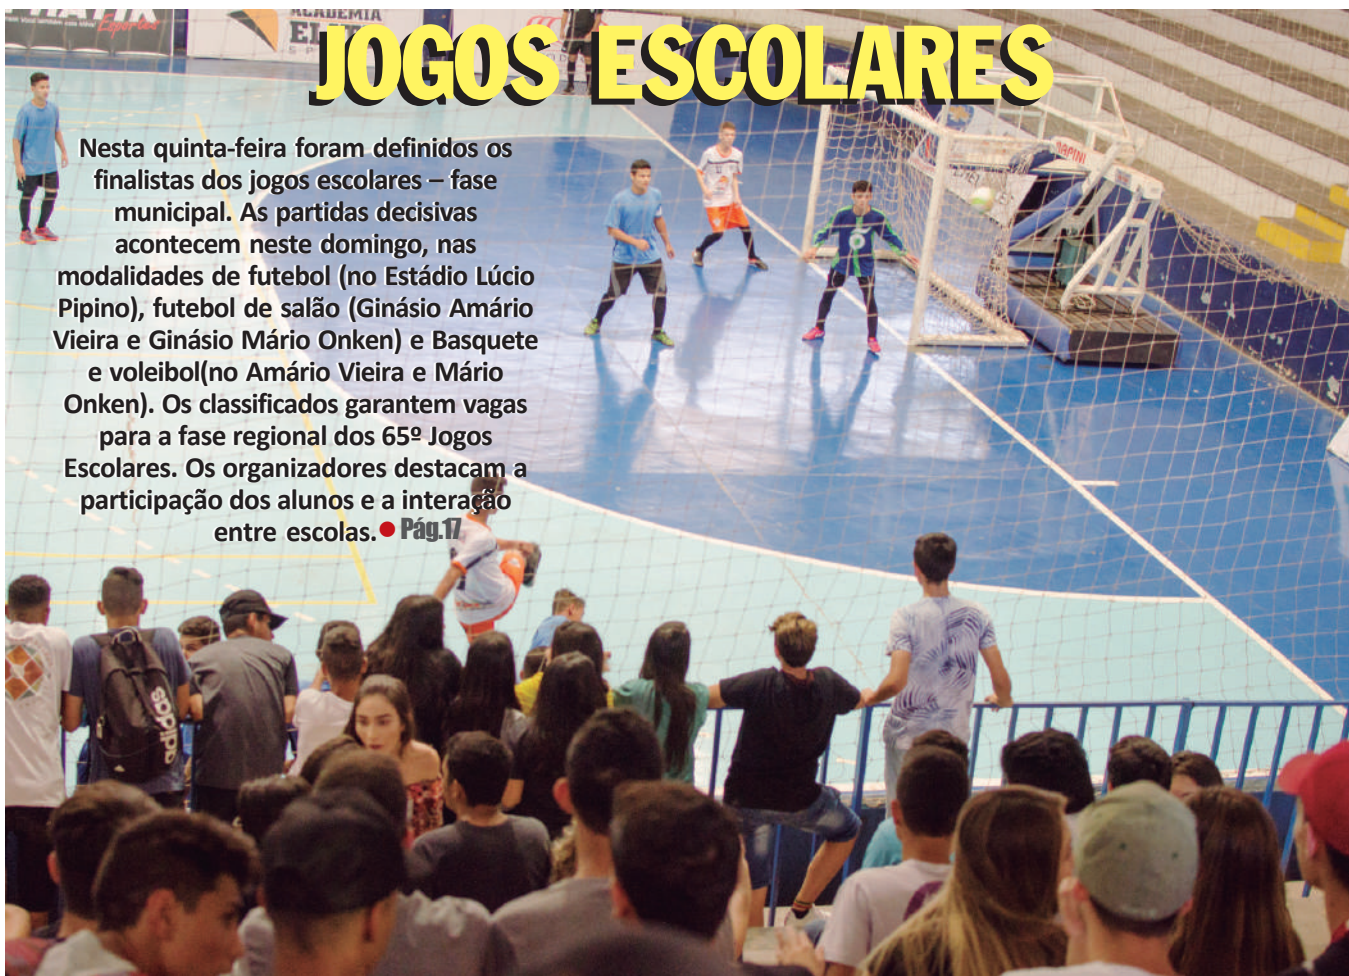 Esportes
ACADEMIA
JOGOS ESCOLARES
Nesta quinta-feira foram definidos os
finalistas dos jogos escolares – fase
municipal. As partidas decisivas
acontecem neste domingo, nas
modalidades de futebol (no Estádio Lúcio
Pipino), futebol de salão (Ginásio Amário
Vieira e Ginásio Mário Onken) e Basquete
e voleibol(no Amário Vieira e Mário
Onken). Os classificados garantem vagas
para a fase regional dos 65º Jogos
Escolares. Os organizadores destacam a
participação dos alunos e a interação
entre escolas. ● Pág.17
adidas